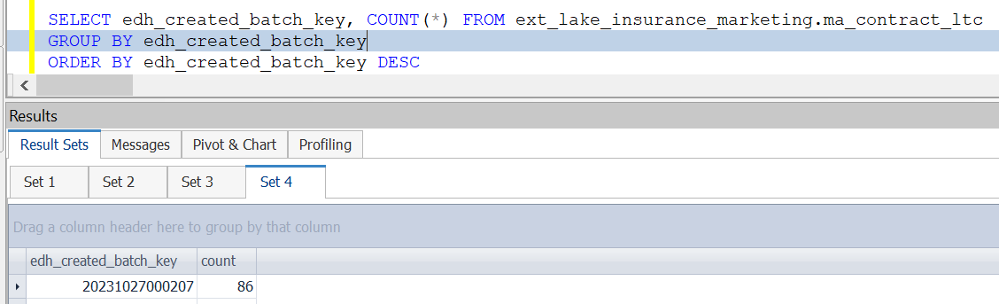 SELECT edh_created_batch_key, COUNT(*) FROM ext_lake_insurance_marketing.ma_contract_ltc
GROUP BY edh_created_batch_key
ORDER BY edh_created_batch_key DESC
Results
Result Sets Messages Pivot & Chart Profiling
Set 1 Set 2 Set 3 Set 4
Drag a column header here to group by that column
edh_created_batch_key count
20231027000207 86